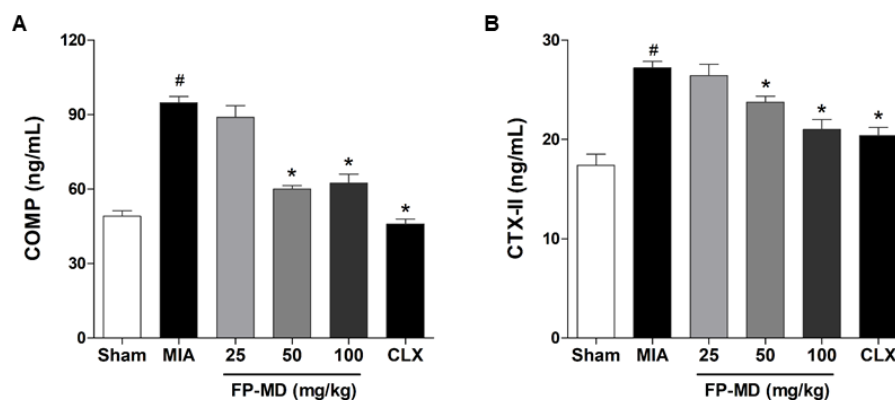 A
COMP (ng/mL)
120
90
60
30
0
#
*
*
*
Sham MIA 25 50 100 CLX
FP-MD (mg/kg)
B
CTX-II (ng/mL)
30
20
10
0
#
*
*
*
Sham MIA 25 50 100 CLX
FP-MD (mg/kg)